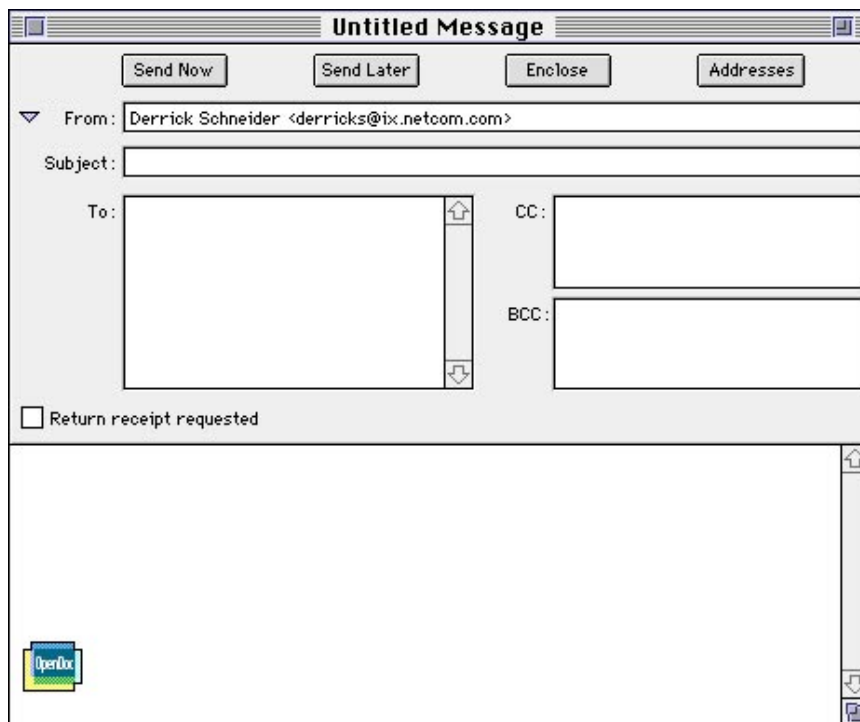 Untitled Message
Send Now Send Later Enclose Addresses
From: Derrick Schneider <derricks@ix.netcom.com>
Subject:
To: CC:
BCC:
Return receipt requested
OpenDoc